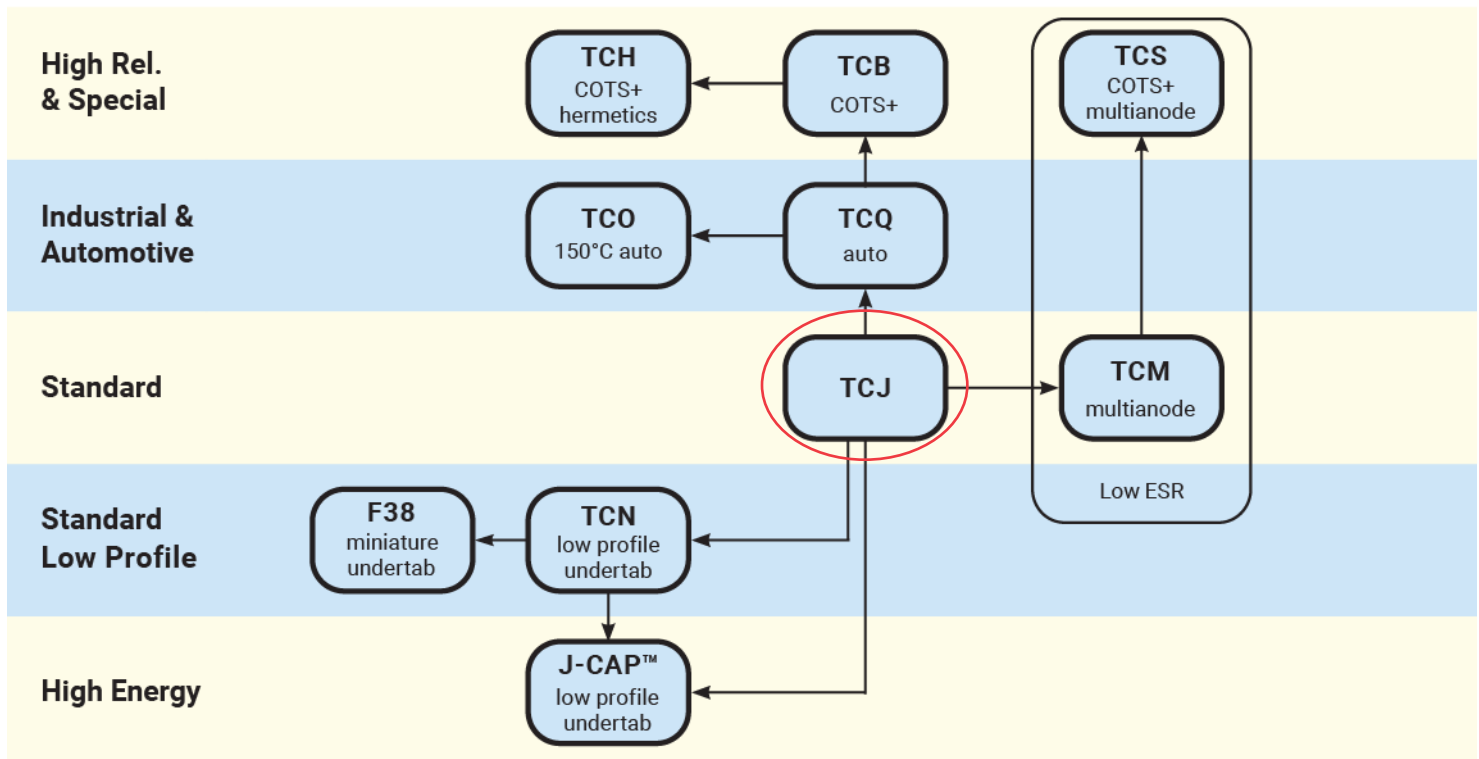 High Rel.
& Special
TCH
COTS+
hermetics
TCB
COTS+
TCS
COTS+
multianode
Industrial &
Automotive
TCO
150°C auto
TCQ
auto
Standard
TCJ
TCM
multianode
Low ESR
Standard
Low Profile
F38
miniature
undertab
TCN
low profile
undertab
High Energy
J-CAP™
low profile
undertab